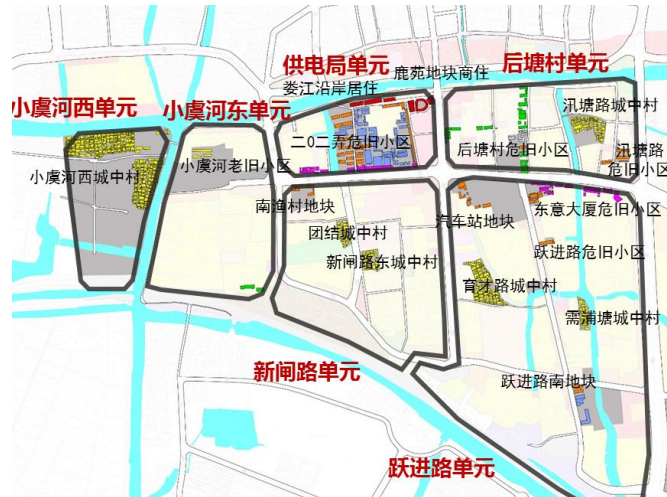 供电局单元
鹿苑地块商住
后塘村单元
娄江沿岸居住
小虞河西单元
小虞河东单元
汛塘路城中村
二0二弄危旧小区
后塘村危旧小区
汛塘路
危旧小区
小虞河老旧小区
小虞河西城中村
南渔村地块
东意大厦危旧小区
汽车站地块
团结城中村
跃进路危旧小区
新闸路东城中村
育才路城中村
需浦塘城中村
新闸路单元
跃进路南地块
跃进路单元